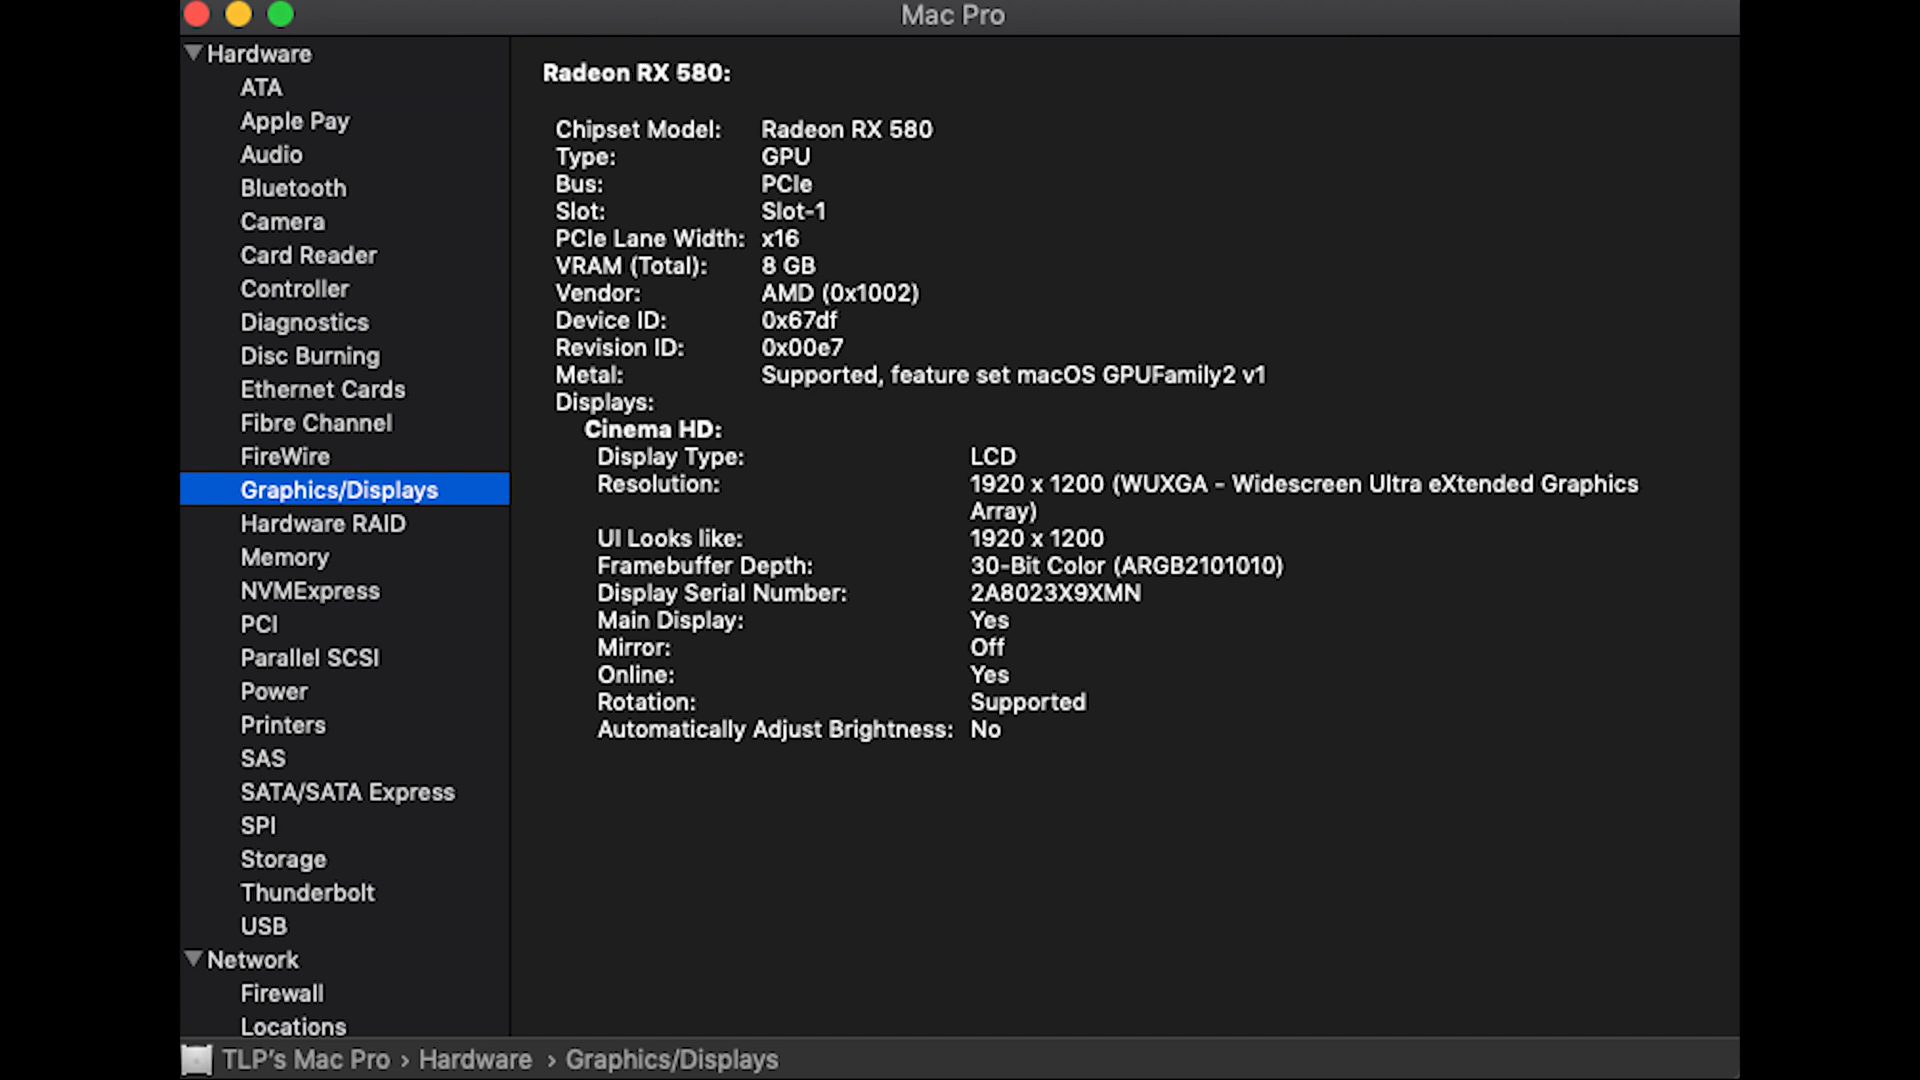 Mac Pro
Hardware
ATA
Apple Pay
Audio
Bluetooth
Camera
Card Reader
Controller
Diagnostics
Disc Burning
Ethernet Cards
Fibre Channel
FireWire
Graphics/Displays
Hardware RAID
Memory
NVMExpress
PCI
Parallel SCSI
Power
Printers
SAS
SATA/SATA Express
SPI
Storage
Thunderbolt
USB
Network
Firewall
Locations
Radeon RX 580:
Chipset Model: Radeon RX 580
Type: GPU
Bus: PCIe
Slot: Slot-1
PCIe Lane Width: x16
VRAM (Total): 8 GB
Vendor: AMD (0x1002)
Device ID: 0x67df
Revision ID: 0x00e7
Metal: Supported, feature set macOS GPUFamily2 v1
Displays:
Cinema HD:
Display Type: LCD
Resolution: 1920 x 1200 (WUXGA - Widescreen Ultra eXtended Graphics
Array)
UI Looks like: 1920 x 1200
Framebuffer Depth: 30-Bit Color (ARGB2101010)
Display Serial Number: 2A8023X9XMN
Main Display: Yes
Mirror: Off
Online: Yes
Rotation: Supported
Automatically Adjust Brightness: No
TLP's Mac Pro › Hardware › Graphics/Displays